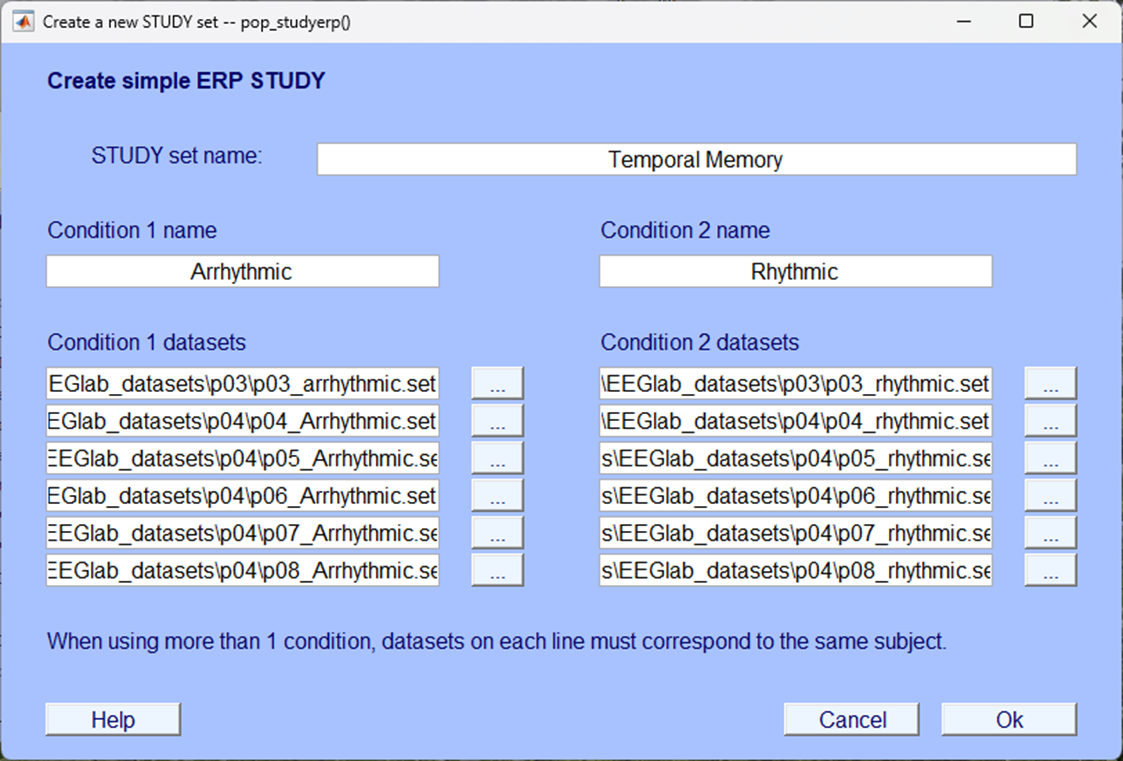 Create a new STUDY set -- pop_studyerp()
Create simple ERP STUDY
STUDY set name: Temporal Memory
Condition 1 name Condition 2 name
Arrhythmic Rhythmic
Condition 1 datasets Condition 2 datasets
EGlab_datasets\p03\p03_arrhythmic.set ... \EEGlab_datasets\p03\p03_rhythmic.set ...
EGlab_datasets\p04\p04_Arrhythmic.set ... \EEGlab_datasets\p04\p04_rhythmic.set ...
EEGlab_datasets\p04\p05_Arrhythmic.se ... s\EEGlab_datasets\p04\p05_rhythmic.se ...
EGlab_datasets\p04\p06_Arrhythmic.set ... s\EEGlab_datasets\p04\p06_rhythmic.se ...
EEGlab_datasets\p04\p07_Arrhythmic.se ... s\EEGlab_datasets\p04\p07_rhythmic.se ...
EEGlab_datasets\p04\p08_Arrhythmic.se ... s\EEGlab_datasets\p04\p08_rhythmic.se ...
When using more than 1 condition, datasets on each line must correspond to the same subject.
Help Cancel Ok